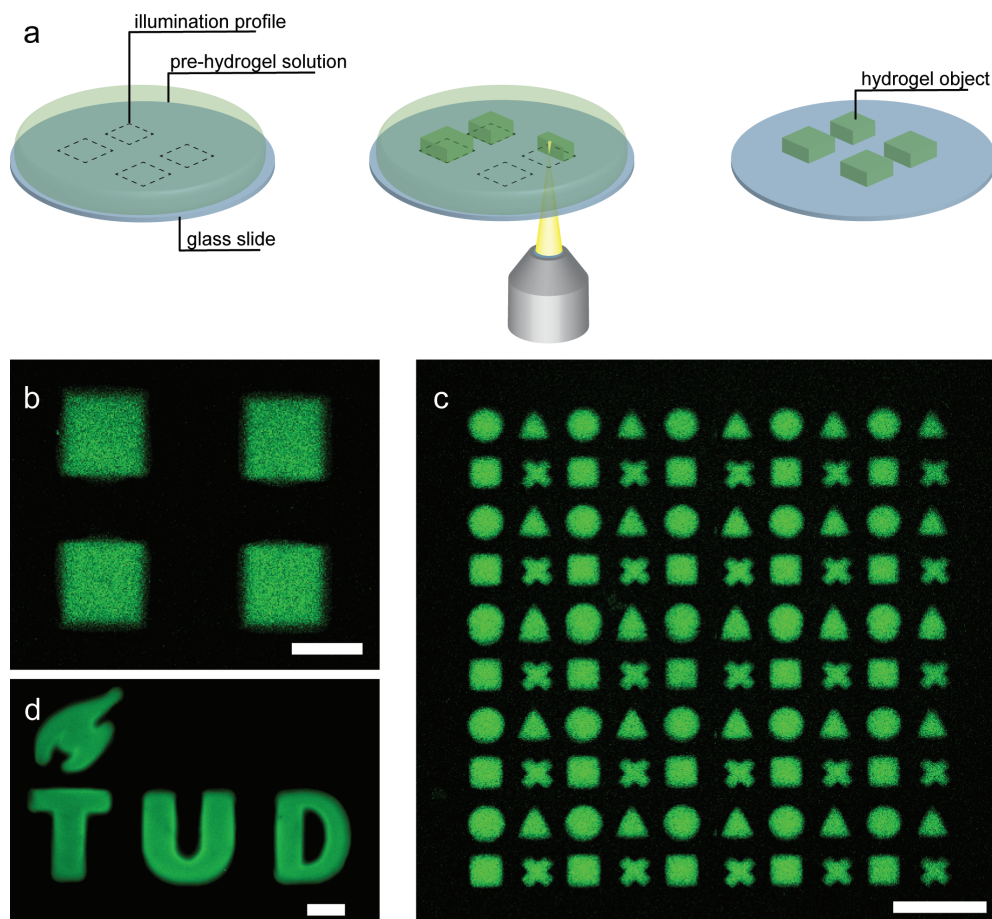 a
illumination profile
pre-hydrogel solution
glass slide
hydrogel object
b
c
d
TUD